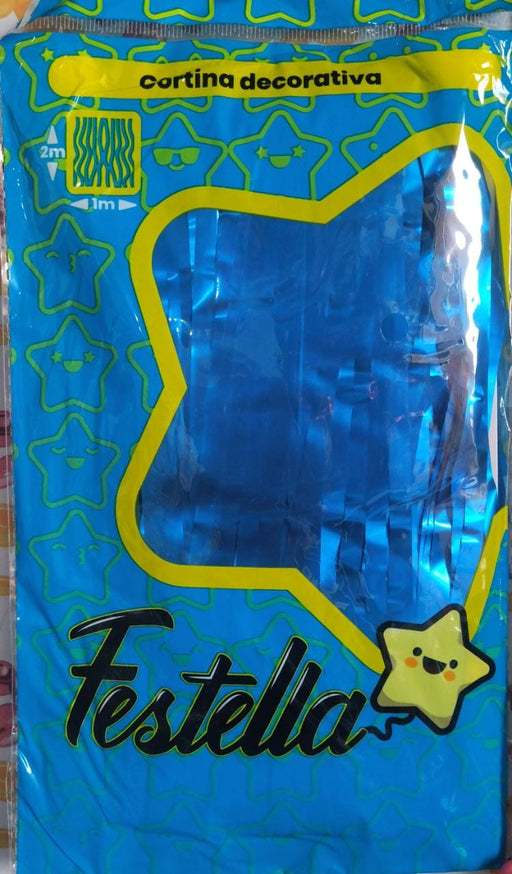 Cortina decorativa
2m
1m
Festella